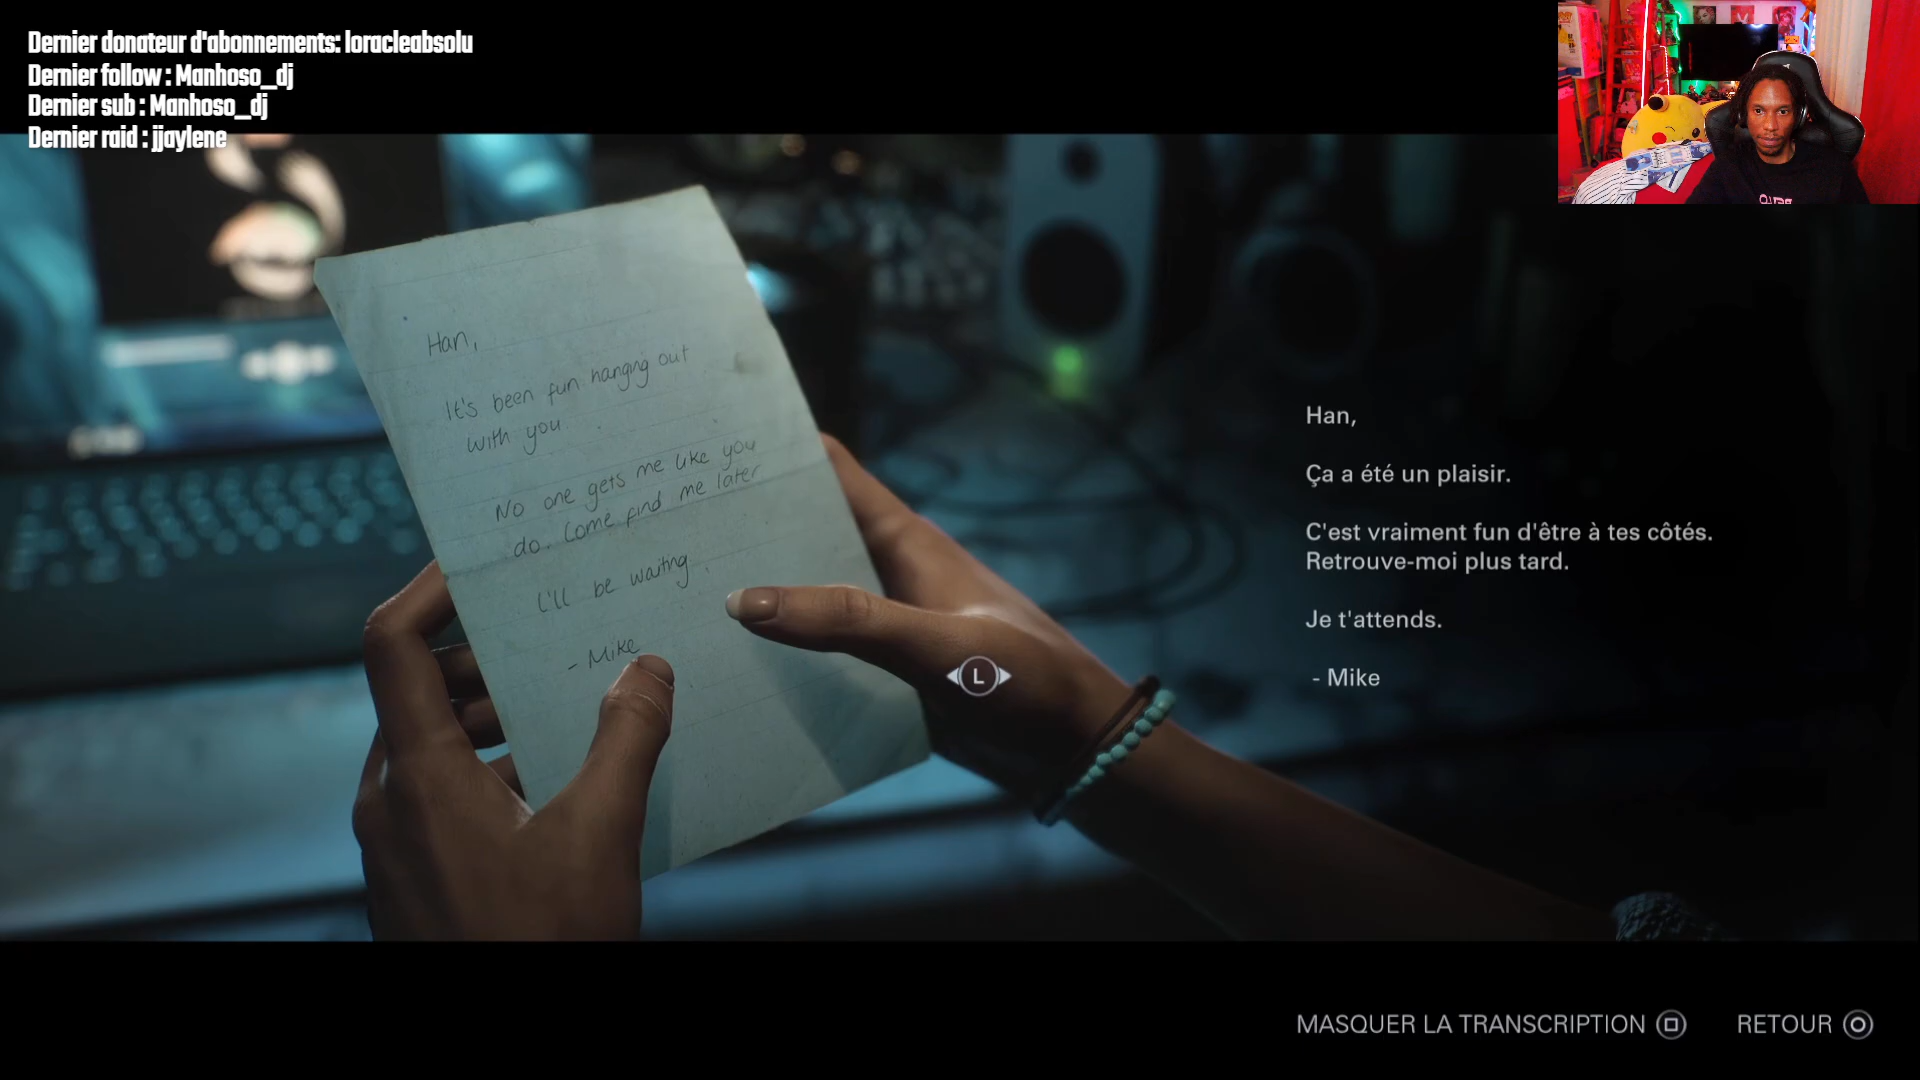 Dernier donateur d'abonnements: loracleabsolu
Dernier follow : Manhoso_dj
Dernier sub : Manhoso_dj
Dernier raid : jjaylene
Han,
It's been fun hanging out
with you.
No one gets me like you
do. Come find me later
I'll be waiting.
- Mike
L
Han,
Ça a été un plaisir.
C'est vraiment fun d'être à tes côtés.
Retrouve-moi plus tard.
Je t'attends.
- Mike
MASQUER LA TRANSCRIPTION
RETOUR